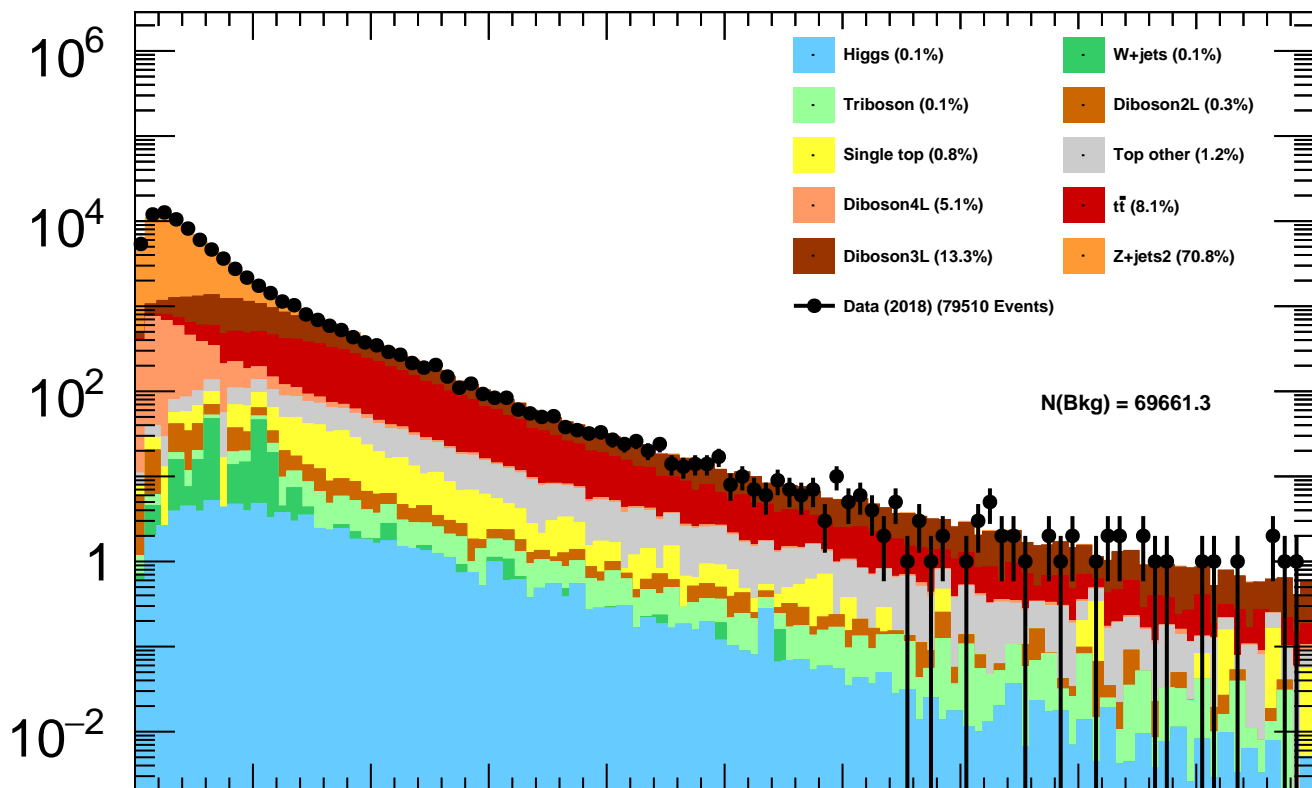 10^6
10^4
10^2
1
10^−2
Higgs (0.1%)
W+jets (0.1%)
Triboson (0.1%)
Diboson2L (0.3%)
Single top (0.8%)
Top other (1.2%)
Diboson4L (5.1%)
tt̄ (8.1%)
Diboson3L (13.3%)
Z+jets2 (70.8%)
Data (2018) (79510 Events)
N(Bkg) = 69661.3